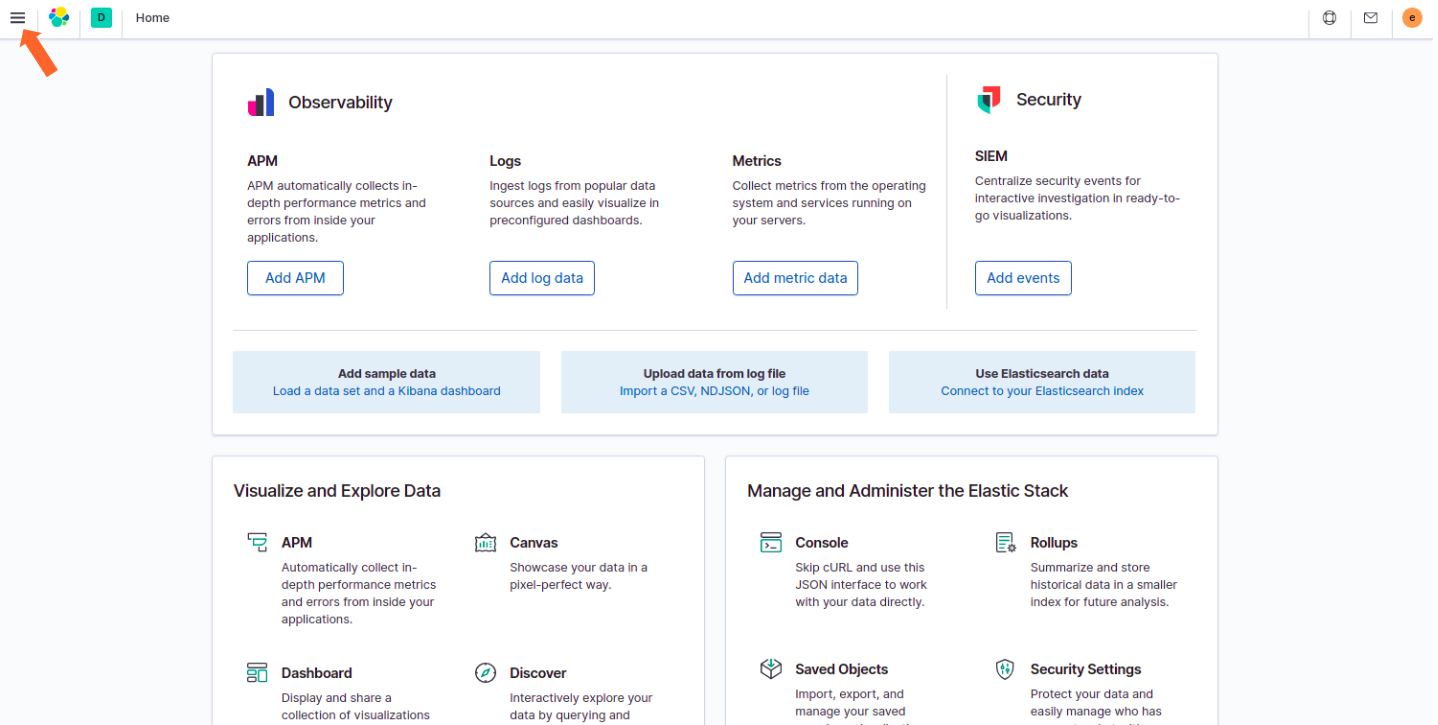 D Home e
Observability
Security
APM
APM automatically collects in-
depth performance metrics and
errors from inside your
applications.
Add APM
Logs
Ingest logs from popular data
sources and easily visualize in
preconfigured dashboards.
Add log data
Metrics
Collect metrics from the operating
system and services running on
your servers.
Add metric data
SIEM
Centralize security events for
interactive investigation in ready-to-
go visualizations.
Add events
Add sample data
Load a data set and a Kibana dashboard
Upload data from log file
Import a CSV, NDJSON, or log file
Use Elasticsearch data
Connect to your Elasticsearch index
Visualize and Explore Data
APM
Automatically collect in-
depth performance metrics
and errors from inside your
applications.
Canvas
Showcase your data in a
pixel-perfect way.
Dashboard
Display and share a
collection of visualizations
Discover
Interactively explore your
data by querying and
Manage and Administer the Elastic Stack
Console
Skip cURL and use this
JSON interface to work
with your data directly.
Rollups
Summarize and store
historical data in a smaller
index for future analysis.
Saved Objects
Import, export, and
manage your saved
Security Settings
Protect your data and
easily manage who has